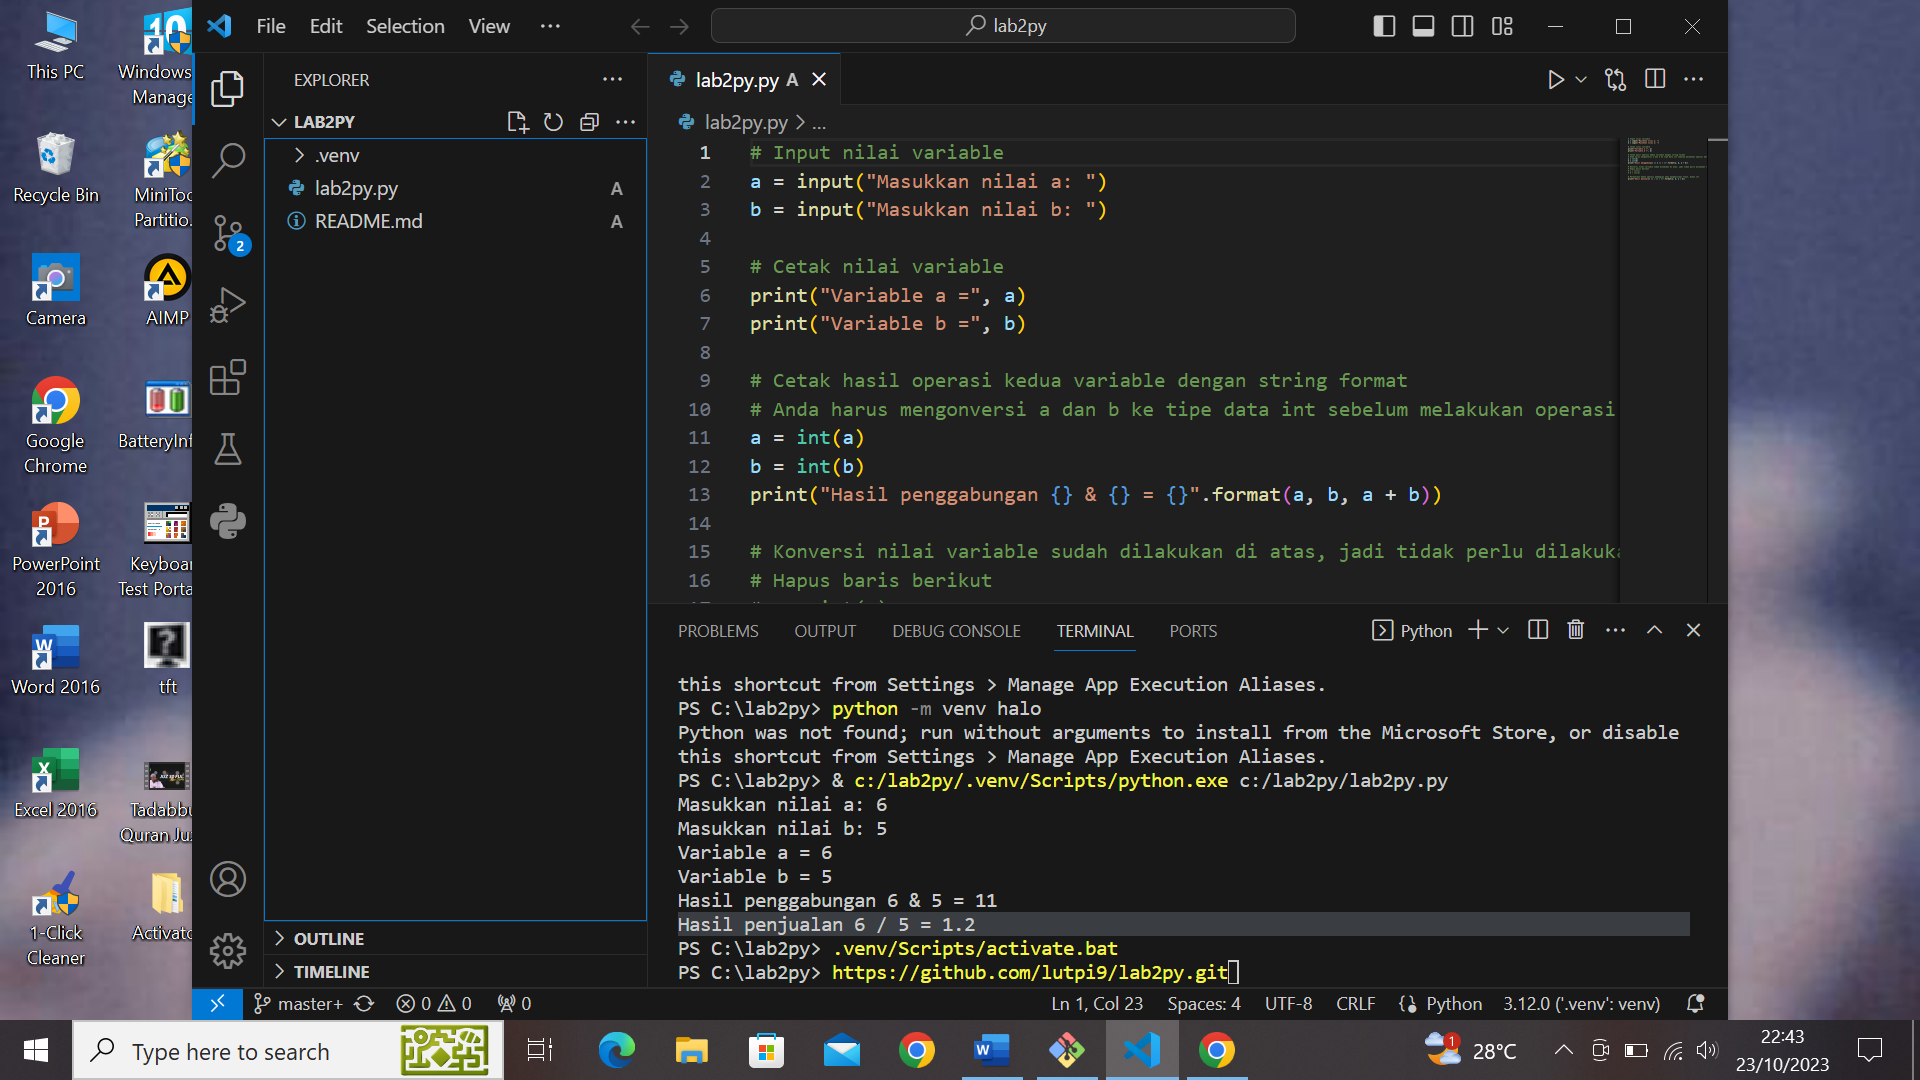 This PC
Windows
Manage
Recycle Bin
MiniToo
Partitio.
Camera
AIMP
Google
Chrome
BatteryInf
PowerPoint
2016
Keyboar
Test Porta
Word 2016
tft
Excel 2016
Tadabbu
Quran Ju
1-Click
Cleaner
Activato
File Edit Selection View ...
lab2py
EXPLORER
LAB2PY
.venv
lab2py.py A
README.md A
2
OUTLINE
TIMELINE
lab2py.py A
lab2py.py > ...
1 # Input nilai variable
2 a = input("Masukkan nilai a: ")
3 b = input("Masukkan nilai b: ")
4
5 # Cetak nilai variable
6 print("Variable a =", a)
7 print("Variable b =", b)
8
9 # Cetak hasil operasi kedua variable dengan string format
10 # Anda harus mengonversi a dan b ke tipe data int sebelum melakukan operasi
11 a = int(a)
12 b = int(b)
13 print("Hasil penggabungan {} & {} = {}".format(a, b, a + b))
14
15 # Konversi nilai variable sudah dilakukan di atas, jadi tidak perlu dilakuka
16 # Hapus baris berikut
PROBLEMS OUTPUT DEBUG CONSOLE TERMINAL PORTS
Python
this shortcut from Settings > Manage App Execution Aliases.
PS C:\lab2py> python -m venv halo
Python was not found; run without arguments to install from the Microsoft Store, or disable
this shortcut from Settings > Manage App Execution Aliases.
PS C:\lab2py> & c:/lab2py/.venv/Scripts/python.exe c:/lab2py/lab2py.py
Masukkan nilai a: 6
Masukkan nilai b: 5
Variable a = 6
Variable b = 5
Hasil penggabungan 6 & 5 = 11
Hasil penjualan 6 / 5 = 1.2
PS C:\lab2py> .venv/Scripts/activate.bat
PS C:\lab2py> https://github.com/lutpi9/lab2py.git
master+ 0 0 0
Ln 1, Col 23 Spaces: 4 UTF-8 CRLF Python 3.12.0 ('.venv': venv)
Type here to search
1
28°C
22:43
23/10/2023